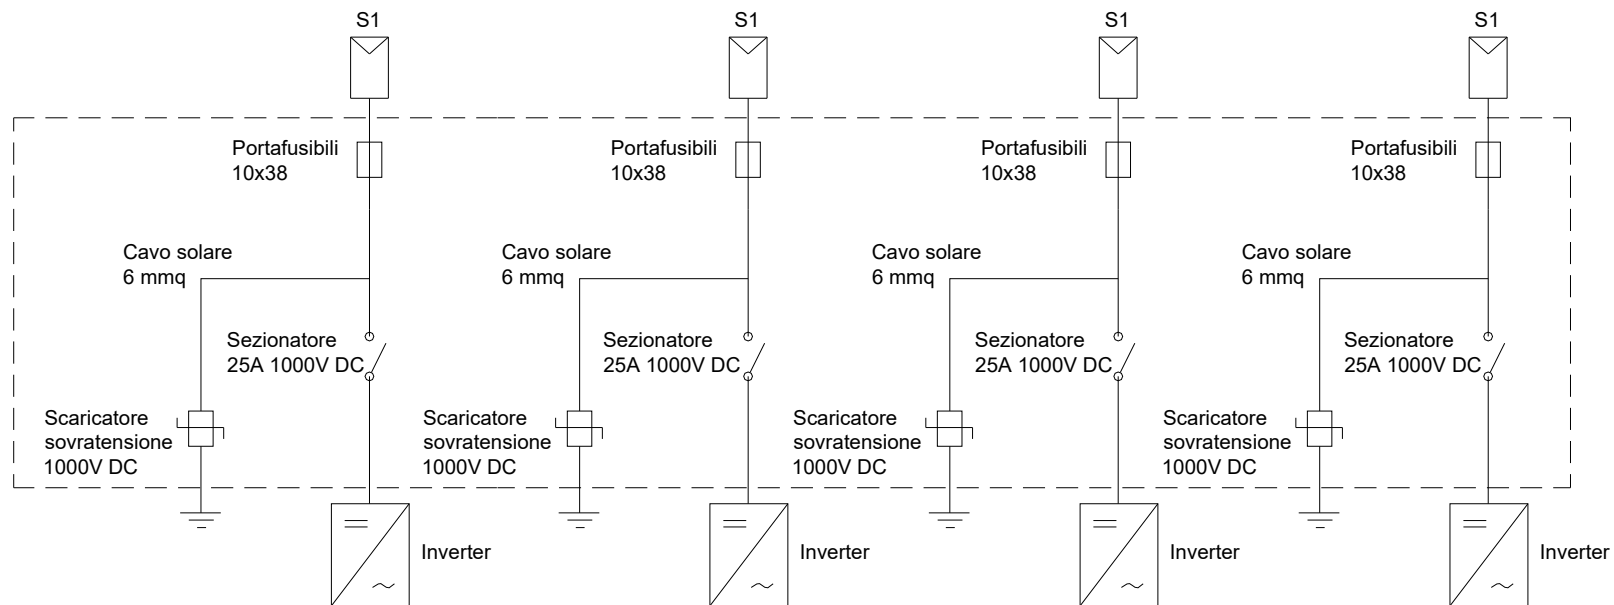 S1
S1
S1
S1
Portafusibili
10x38
Portafusibili
10x38
Portafusibili
10x38
Portafusibili
10x38
Cavo solare
6 mmq
Cavo solare
6 mmq
Cavo solare
6 mmq
Cavo solare
6 mmq
Sezionatore
25A 1000V DC
Sezionatore
25A 1000V DC
Sezionatore
25A 1000V DC
Sezionatore
25A 1000V DC
Scaricatore
sovratensione
1000V DC
Scaricatore
sovratensione
1000V DC
Scaricatore
sovratensione
1000V DC
Scaricatore
sovratensione
1000V DC
Inverter
Inverter
Inverter
Inverter